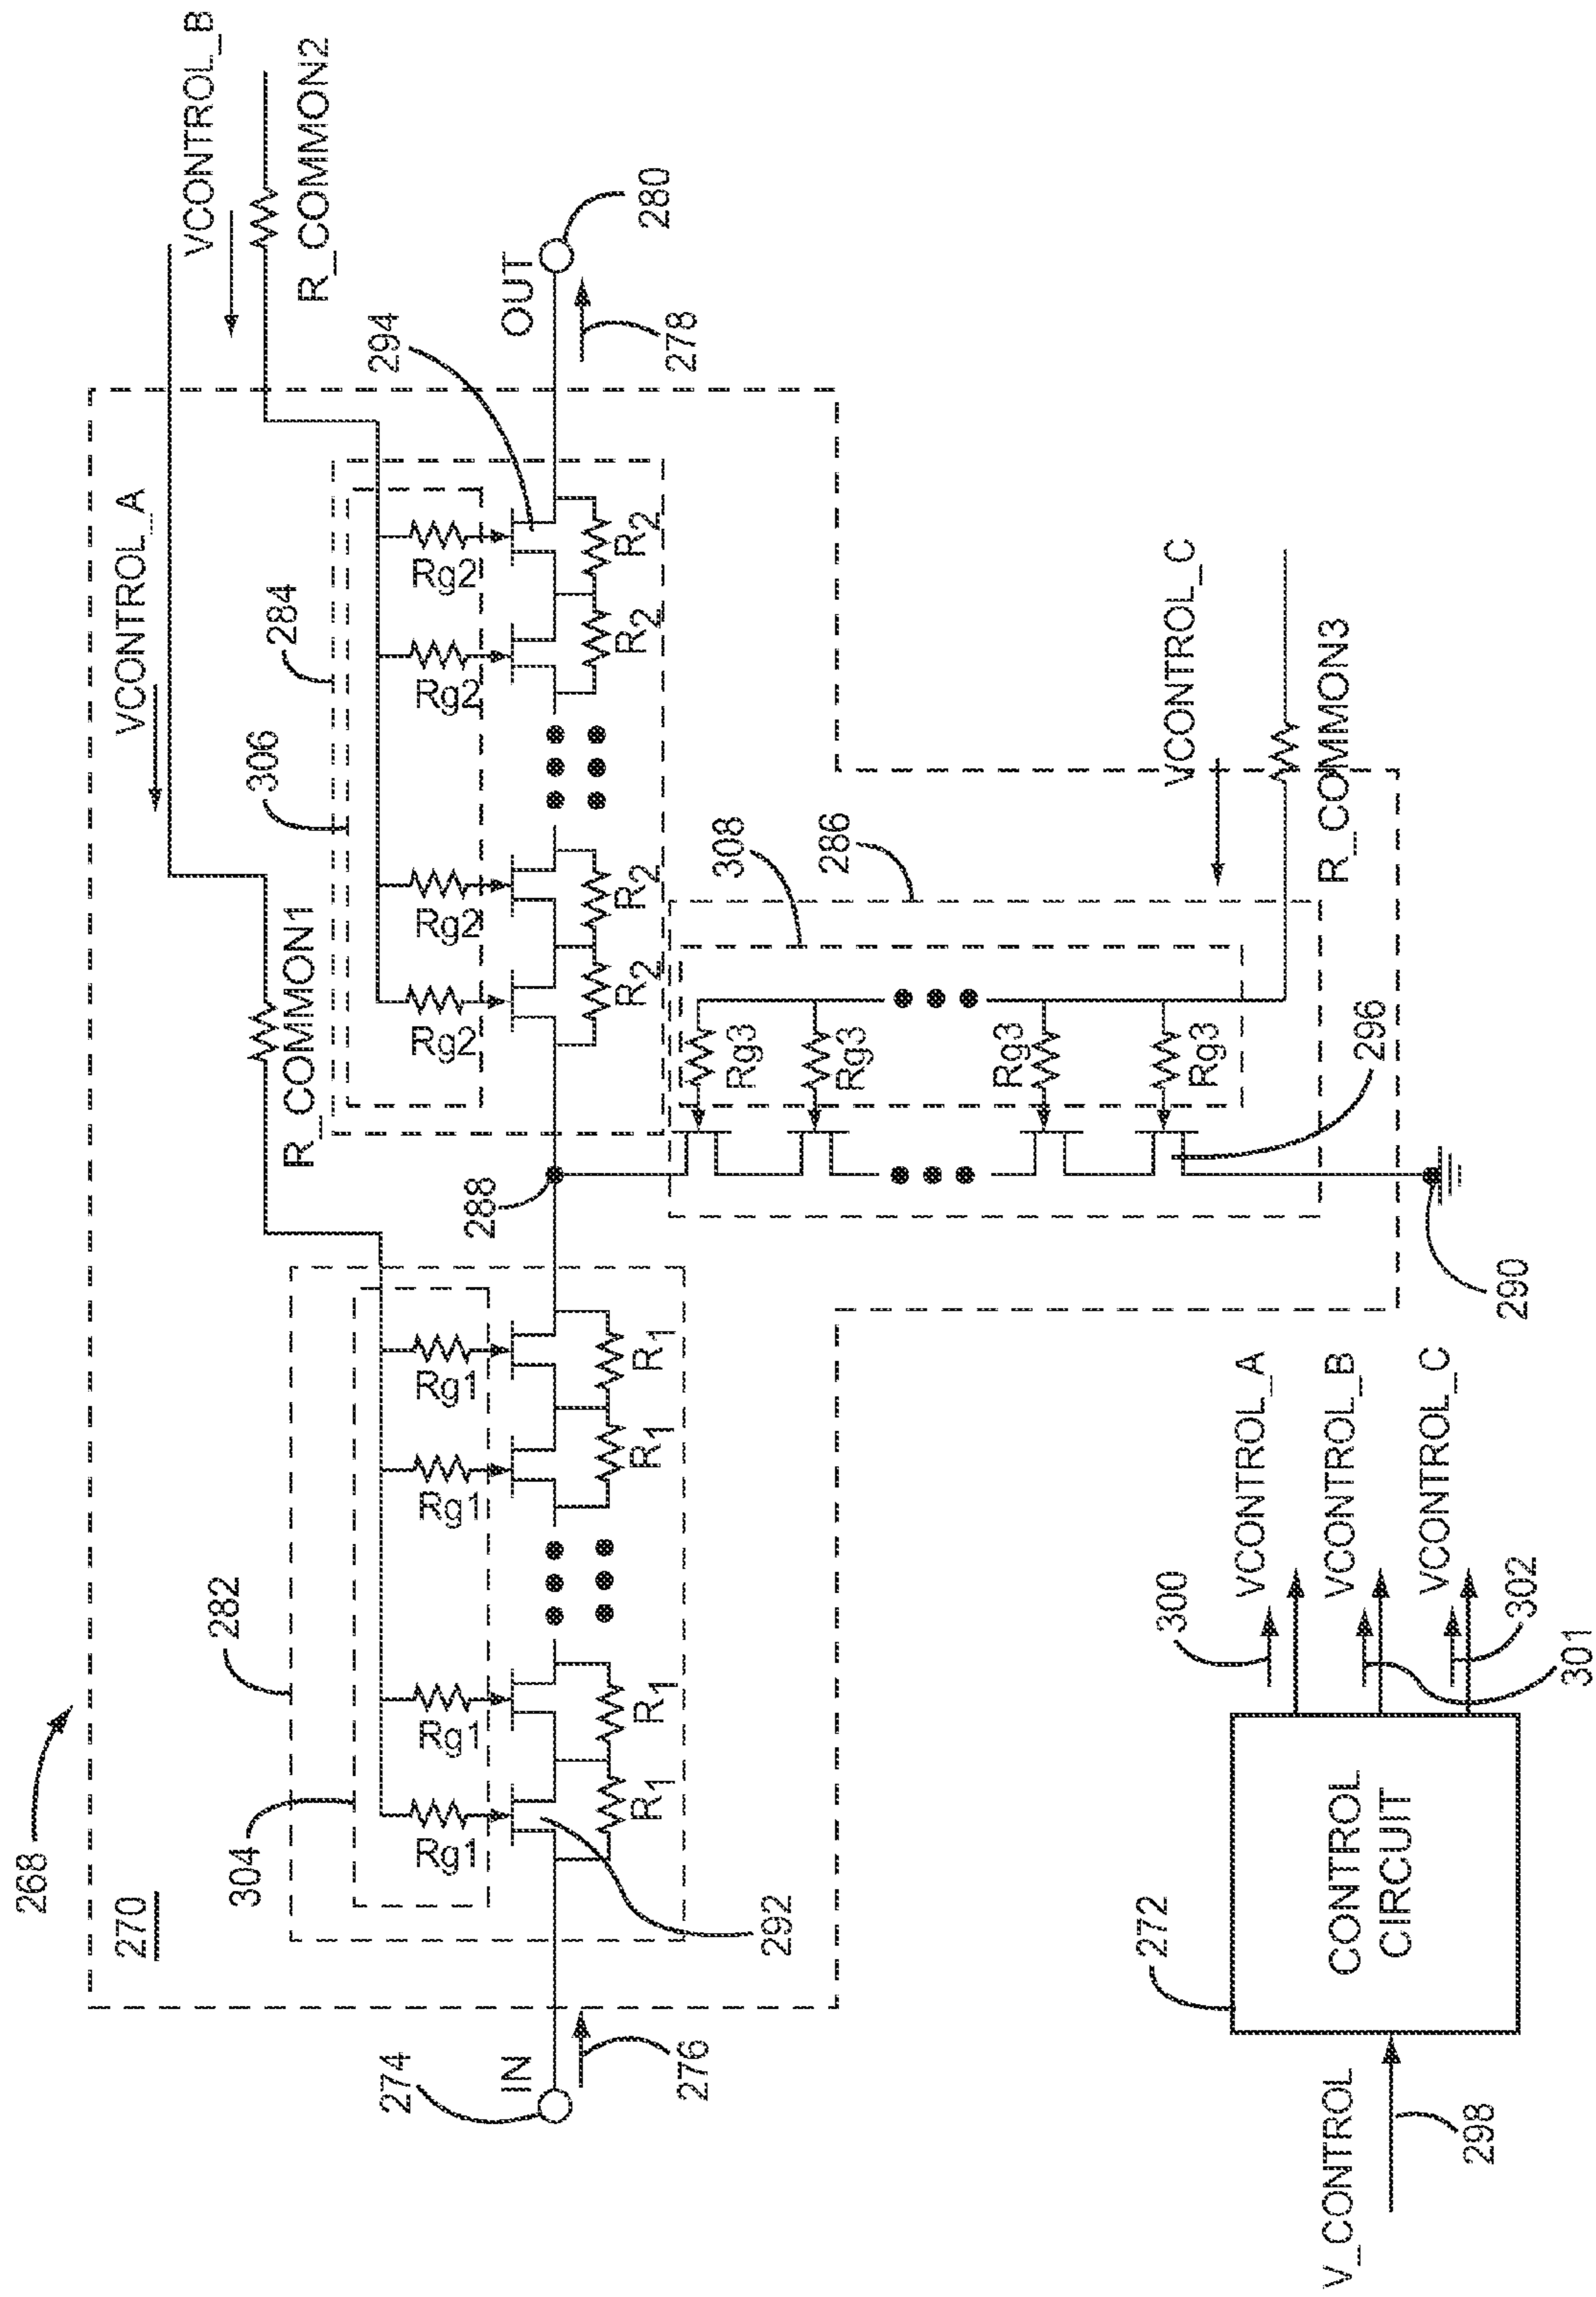 268
270
VCONTROL_A
VCONTROL_B
R_COMMON2
R_COMMON1
282
304
306
284
294
Rg1
Rg1
Rg1
Rg1
Rg2
Rg2
Rg2
Rg2
274
IN
276
292
R1
R1
R1
R1
288
R2
R2
R2
R2
OUT
278
280
308
286
Rg3
Rg3
Rg3
Rg3
296
290
VCONTROL_C
R_COMMON3
272
V_CONTROL
298
CONTROL
CIRCUIT
300
VCONTROL_A
VCONTROL_B
VCONTROL_C
302
301